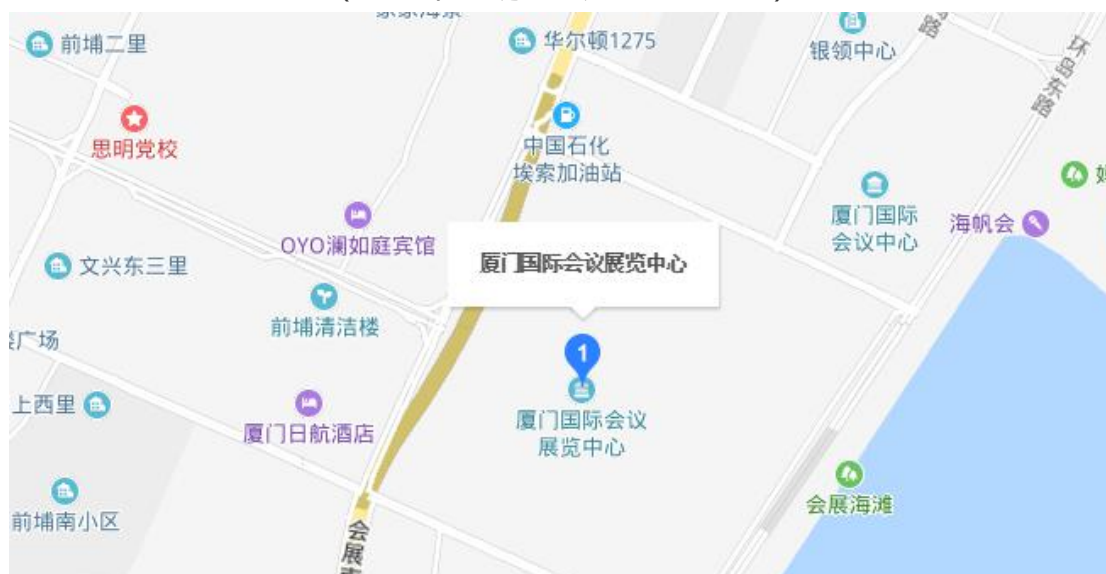 前埔二里
华尔顿1275
银领中心
路
环岛东路
思明党校
中国石化
埃索加油站
厦门国际
会议中心
海帆会
OYO澜如庭宾馆
厦门国际会议展览中心
文兴东三里
前埔清洁楼
广场
1
上西里
厦门日航酒店
厦门国际会议
展览中心
会展海滩
前埔南小区
会展